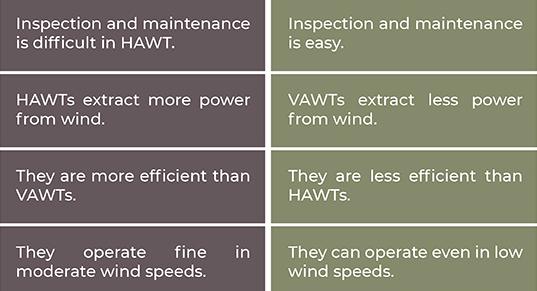 Inspection and maintenance
is difficult in HAWT.
Inspection and maintenance
is easy.
HAWTs extract more power
from wind.
VAWTs extract less power
from wind.
They are more efficient than
VAWTs.
They are less efficient than
HAWTs.
They operate fine in
moderate wind speeds.
They can operate even in low
wind speeds.